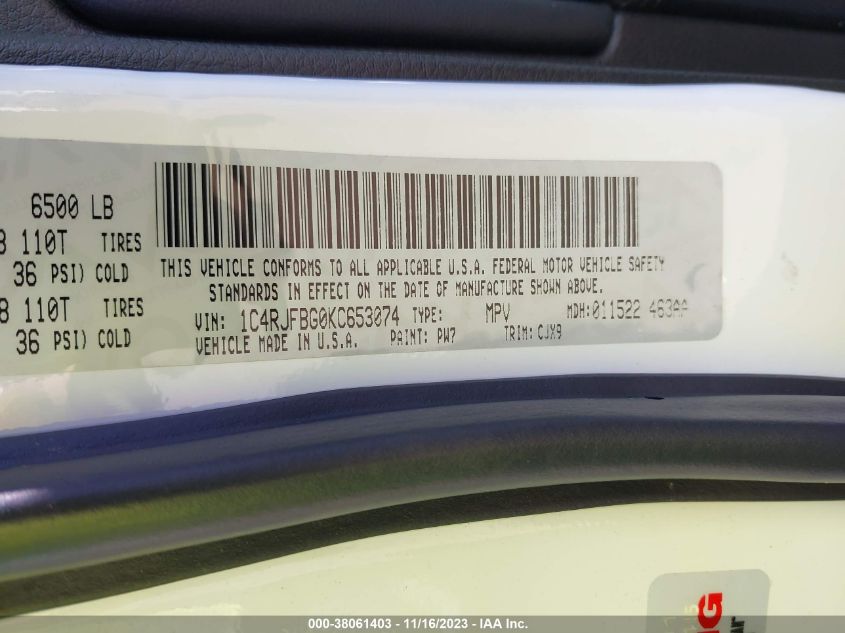 6500 LB
110T TIRES
36 PSI) COLD
110T TIRES
36 PSI) COLD
THIS VEHICLE CONFORMS TO ALL APPLICABLE U.S.A. FEDERAL MOTOR VEHICLE SAFETY
STANDARDS IN EFFECT ON THE DATE OF MANUFACTURE SHOWN ABOVE.
VIN: 1C4RJFBG0KC653074 TYPE: MPV MDH:011522 463AA
VEHICLE MADE IN U.S.A. PAINT: PW7 TRIM: CJX9
000-38061403 - 11/16/2023 - IAA Inc.